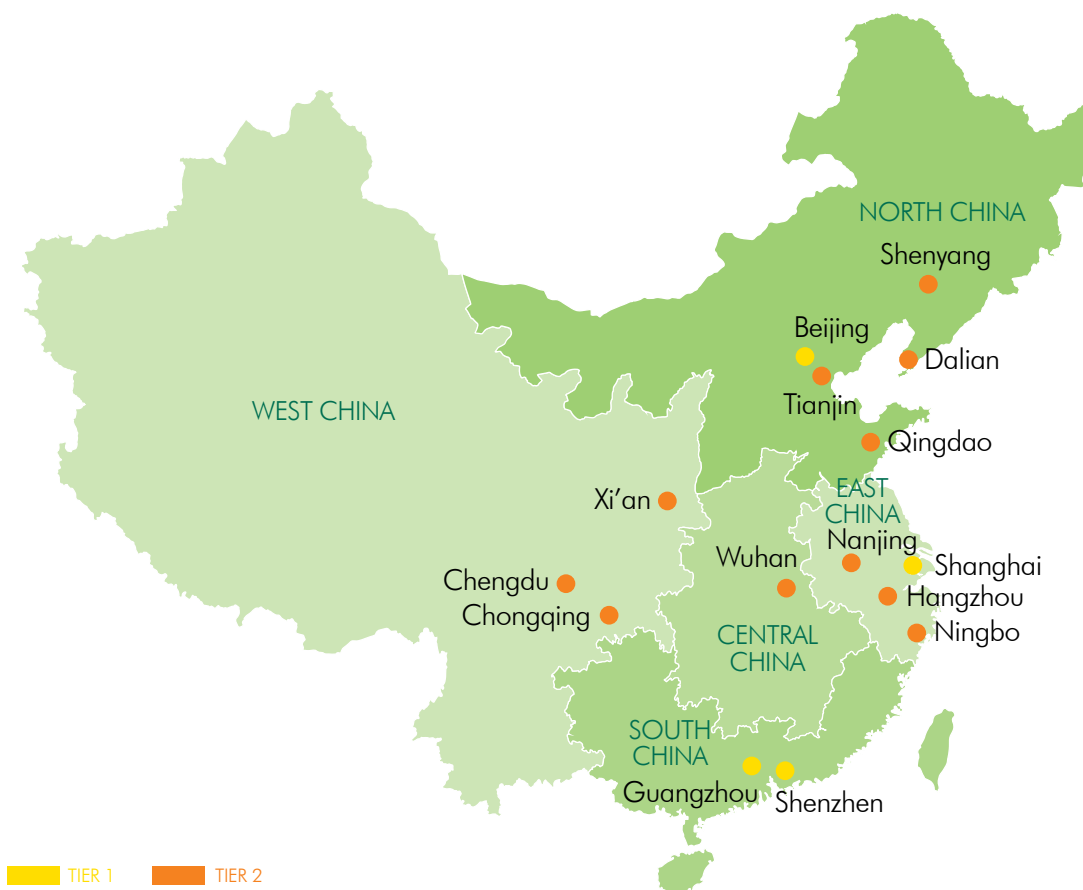 NORTH CHINA
Shenyang
Beijing
Dalian
Tianjin
WEST CHINA
Qingdao
EAST
CHINA
Xi’an
Nanjing
Wuhan
Shanghai
Chengdu
Hangzhou
Chongqing
Ningbo
CENTRAL
CHINA
SOUTH
CHINA
Guangzhou
Shenzhen
TIER 1
TIER 2